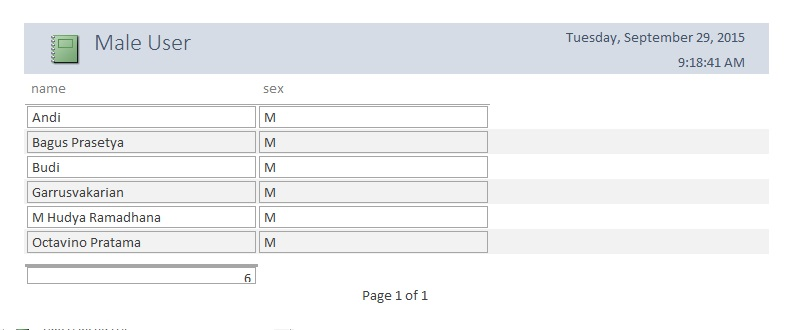 Male User
Tuesday, September 29, 2015
9:18:41 AM
name sex
Andi M
Bagus Prasetya M
Budi M
Garrusvakarian M
M Hudya Ramadhana M
Octavino Pratama M
6
Page 1 of 1